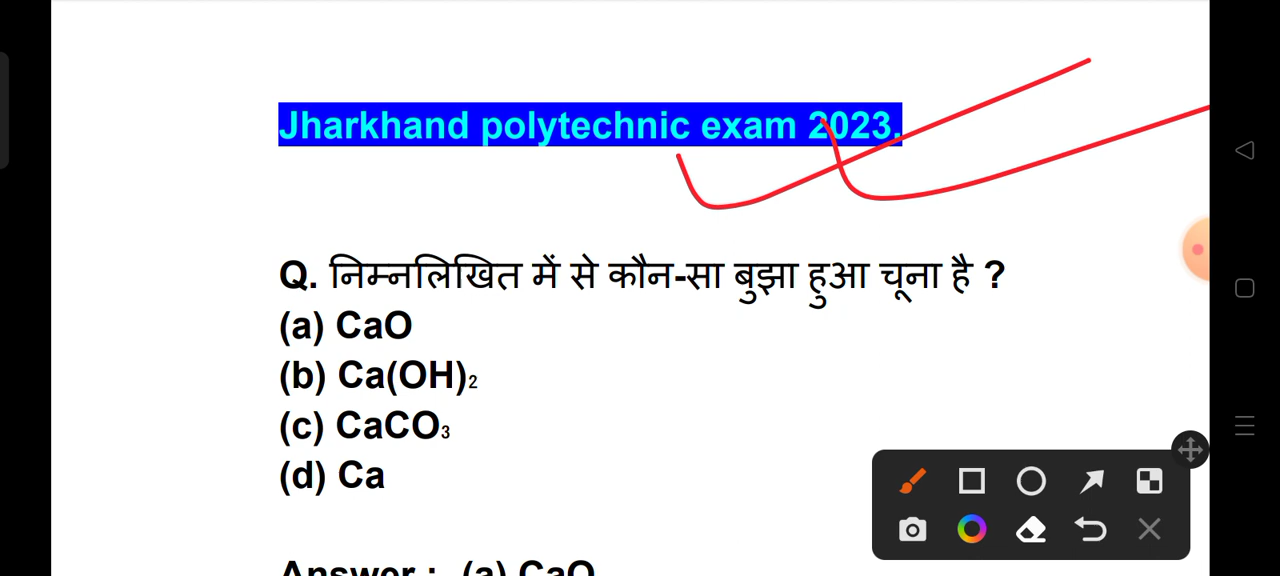 Jharkhand polytechnic exam 2023.
Q. निम्नलिखित में से कौन-सा बुझा हुआ चूना है ?
(a) CaO
(b) Ca(OH)₂
(c) CaCO₃
(d) Ca
Answer : (a) CaO